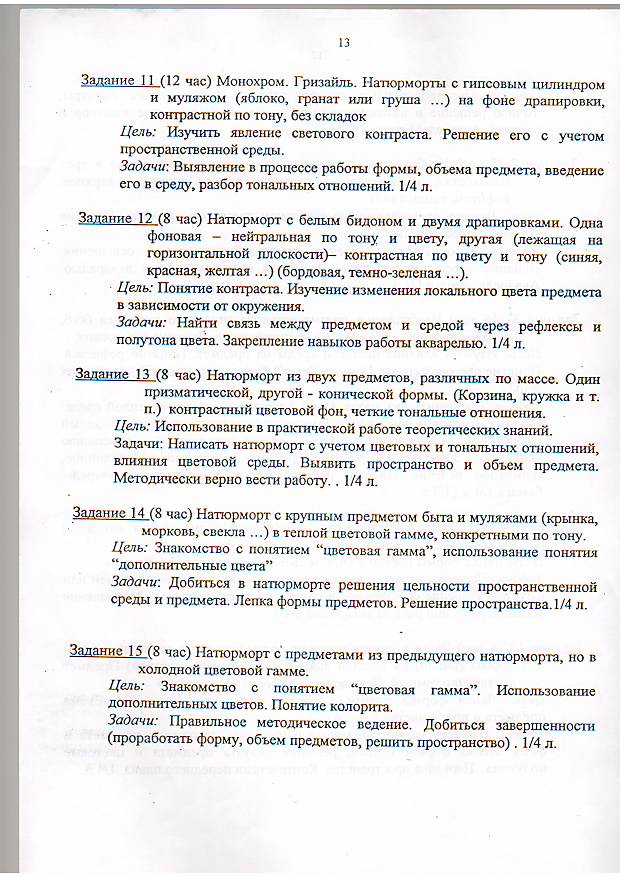 13
Задание 11 (12 час) Монохром. Гризайль. Натюрморты с гипсовым цилиндром
и муляжом (яблоко, гранат или груша ...) на фоне драпировки,
контрастной по тону, без складок
Цель: Изучить явление светового контраста. Решение его с учетом
пространственной среды.
Задачи: Выявление в процессе работы формы, объема предмета, введение
его в среду, разбор тональных отношений. 1/4 л.
Задание 12 (8 час) Натюрморт с белым бидоном и двумя драпировками. Одна
фоновая – нейтральная по тону и цвету, другая (лежащая на
горизонтальной плоскости)– контрастная по цвету и тону (синяя,
красная, желтая ...) (бордовая, темно-зеленая ...).
Цель: Понятие контраста. Изучение изменения локального цвета предмета
в зависимости от окружения.
Задачи: Найти связь между предметом и средой через рефлексы и
полутона цвета. Закрепление навыков работы акварелью. 1/4 л.
Задание 13 (8 час) Натюрморт из двух предметов, различных по массе. Один
призматической, другой - конической формы. (Корзина, кружка и т.
п.) контрастный цветовой фон, четкие тональные отношения.
Цель: Использование в практической работе теоретических знаний.
Задачи: Написать натюрморт с учетом цветовых и тональных отношений,
влияния цветовой среды. Выявить пространство и объем предмета.
Методически верно вести работу. . 1/4 л.
Задание 14 (8 час) Натюрморт с крупным предметом быта и муляжами (крынка,
морковь, свекла ...) в теплой цветовой гамме, конкретными по тону.
Цель: Знакомство с понятием “цветовая гамма”, использование понятия
“дополнительные цвета”
Задачи: Добиться в натюрморте решения цельности пространственной
среды и предмета. Лепка формы предметов. Решение пространства.1/4 л.
Задание 15 (8 час) Натюрморт с предметами из предыдущего натюрморта, но в
холодной цветовой гамме.
Цель: Знакомство с понятием “цветовая гамма”. Использование
дополнительных цветов. Понятие колорита.
Задачи: Правильное методическое ведение. Добиться завершенности
(проработать форму, объем предметов, решить пространство) . 1/4 л.